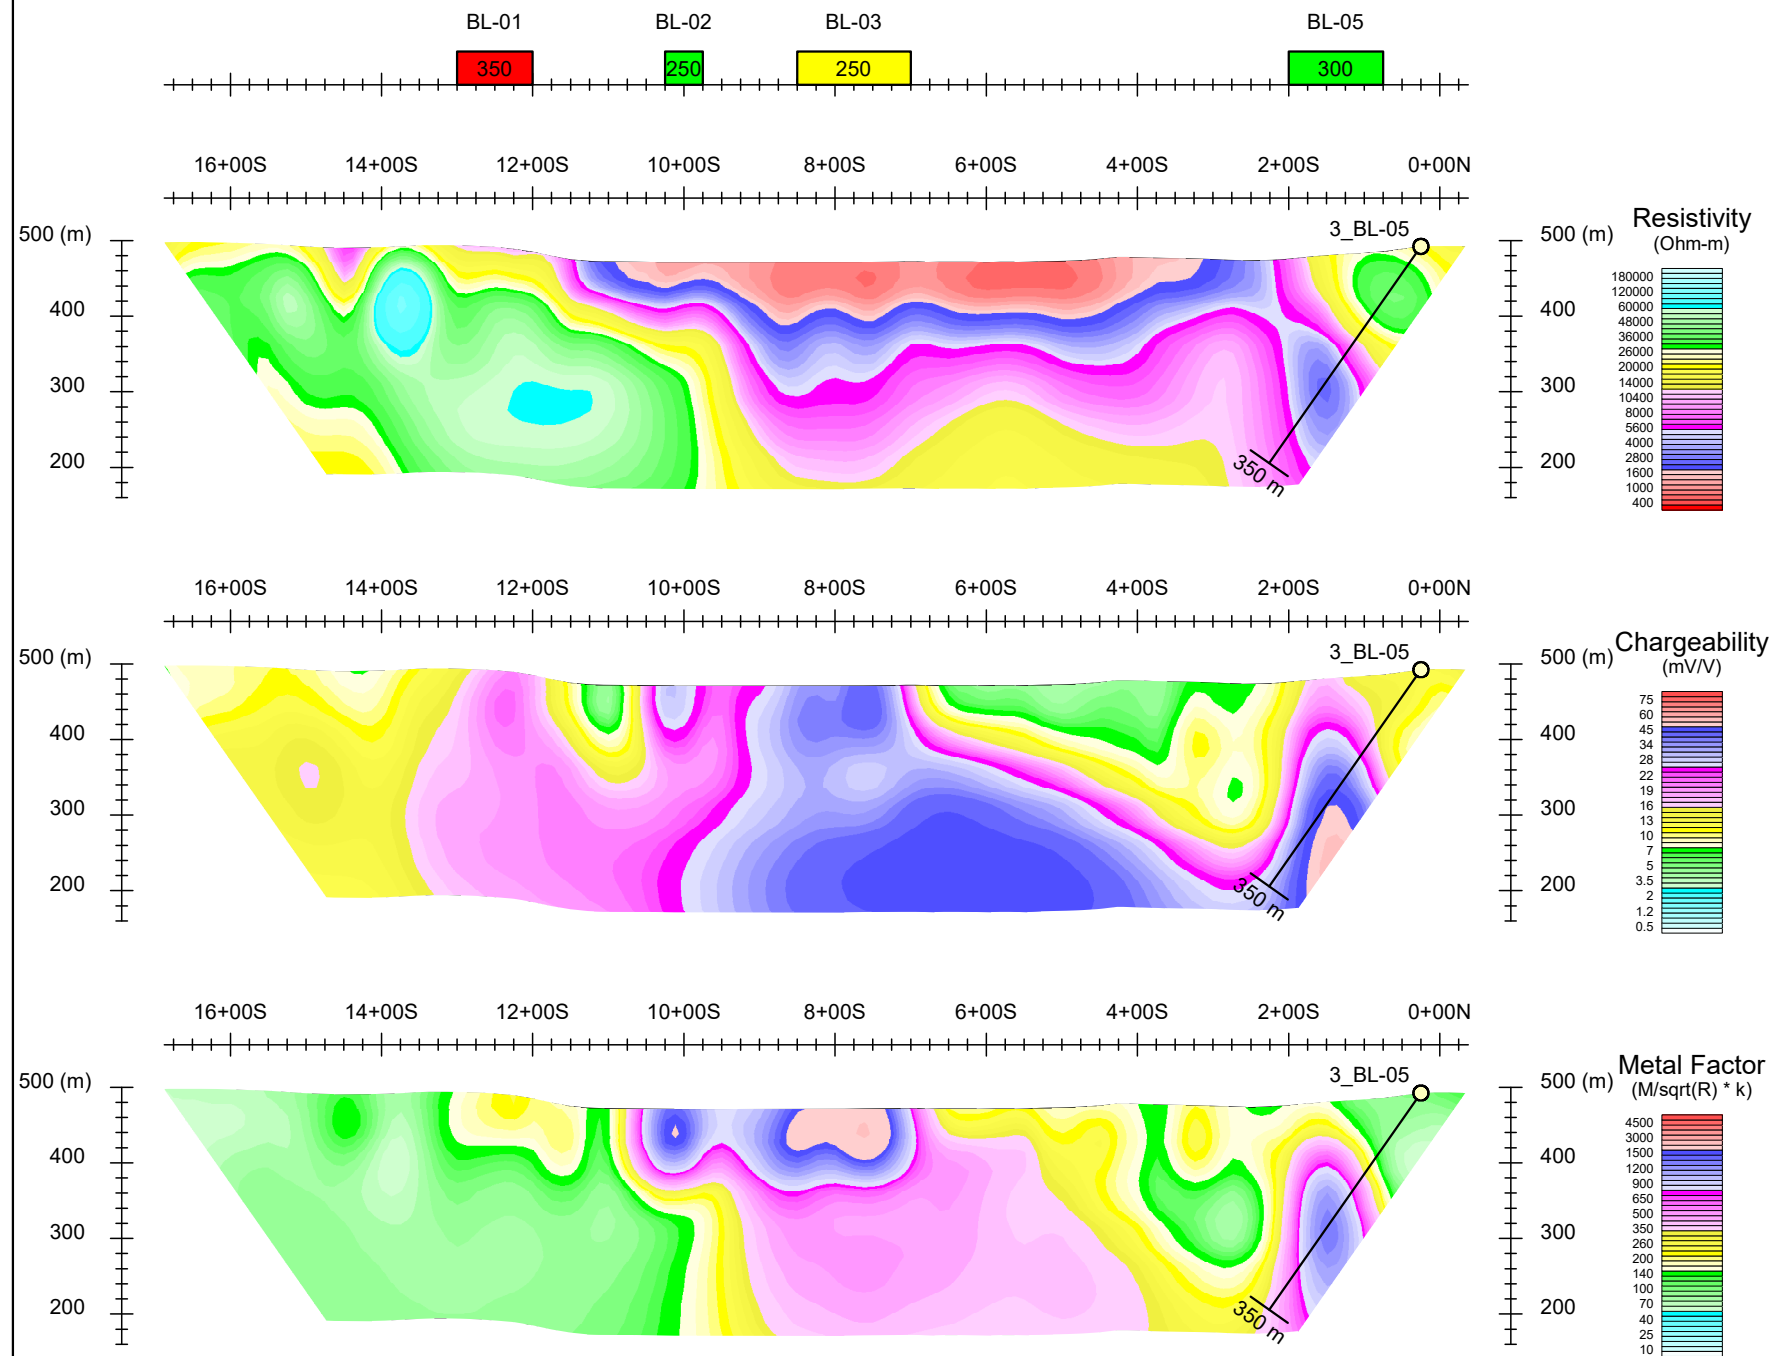 BL-01 BL-02 BL-03 BL-05
350 250 250 300
16+00S 14+00S 12+00S 10+00S 8+00S 6+00S 4+00S 2+00S 0+00N
3_BL-05
500 (m) 500 (m)
400 400
300 300
200 200
350 m
Resistivity
(Ohm-m)
180000
120000
60000
48000
36000
26000
20000
14000
10400
8000
5600
4000
2800
1600
1000
400
16+00S 14+00S 12+00S 10+00S 8+00S 6+00S 4+00S 2+00S 0+00N
3_BL-05
500 (m) 500 (m)
400 400
300 300
200 200
350 m
Chargeability
(mV/V)
75
60
45
34
28
22
19
16
13
10
7
5
3.5
2
1.2
0.5
16+00S 14+00S 12+00S 10+00S 8+00S 6+00S 4+00S 2+00S 0+00N
3_BL-05
500 (m) 500 (m)
400 400
300 300
200 200
350 m
Metal Factor
(M/sqrt(R) * k)
4500
3000
1500
1200
900
650
500
350
260
200
140
100
70
40
25
10